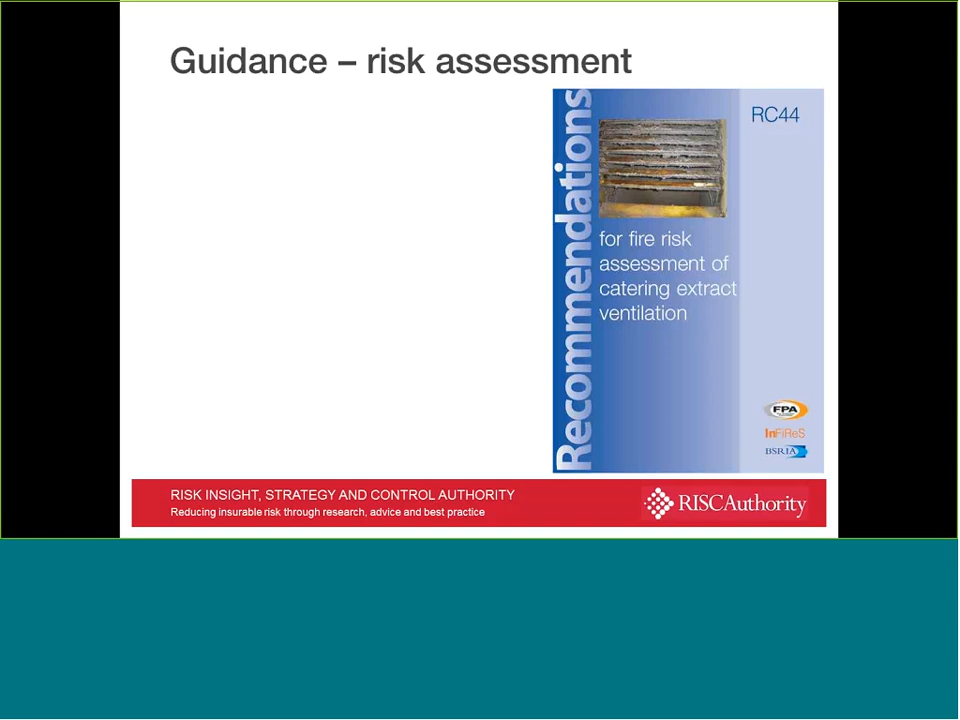 Guidance – risk assessment
RC44
Recommendations
for fire risk
assessment of
catering extract
ventilation
FPA
InFiReS
BSRIA
RISK INSIGHT, STRATEGY AND CONTROL AUTHORITY
Reducing insurable risk through research, advice and best practice
RISCAuthority